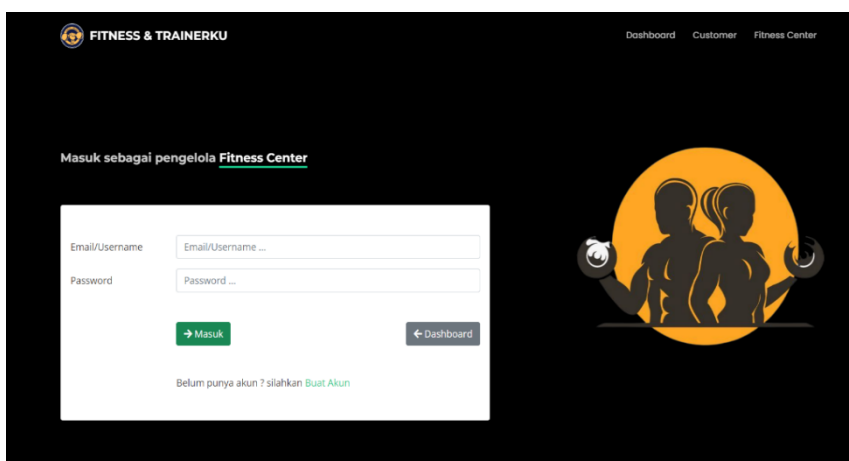 FITNESS & TRAINERKU
Dashboard Customer Fitness Center
Masuk sebagai pengelola Fitness Center
Email/Username Email/Username ...
Password Password ...
→ Masuk ← Dashboard
Belum punya akun ? silahkan Buat Akun